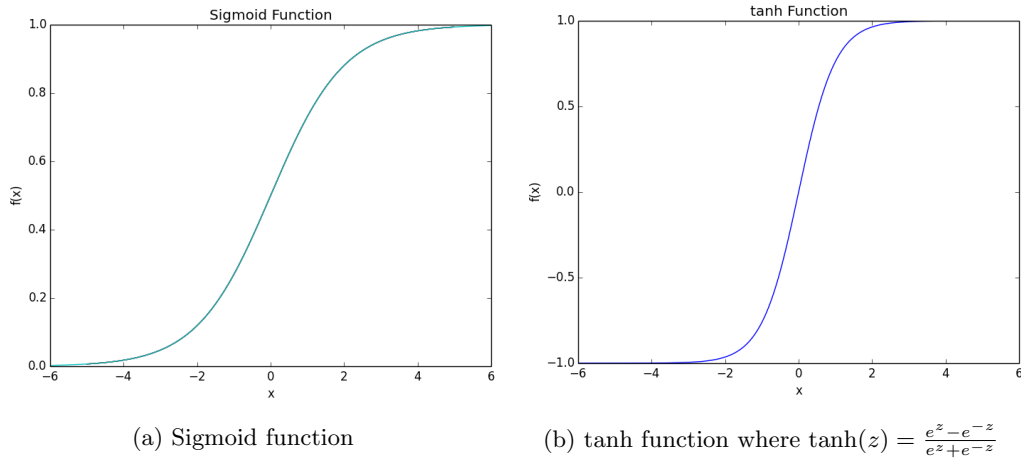 Sigmoid Function
1.0
0.8
0.6
0.4
0.2
0.0
f(x)
−6 −4 −2 0 2 4 6
x
(a) Sigmoid function
tanh Function
1.0
0.5
0.0
−0.5
−1.0
f(x)
−6 −4 −2 0 2 4 6
x
(b) tanh function where tanh(z) = \frac{e^z − e^{−z}}{e^z + e^{−z}}